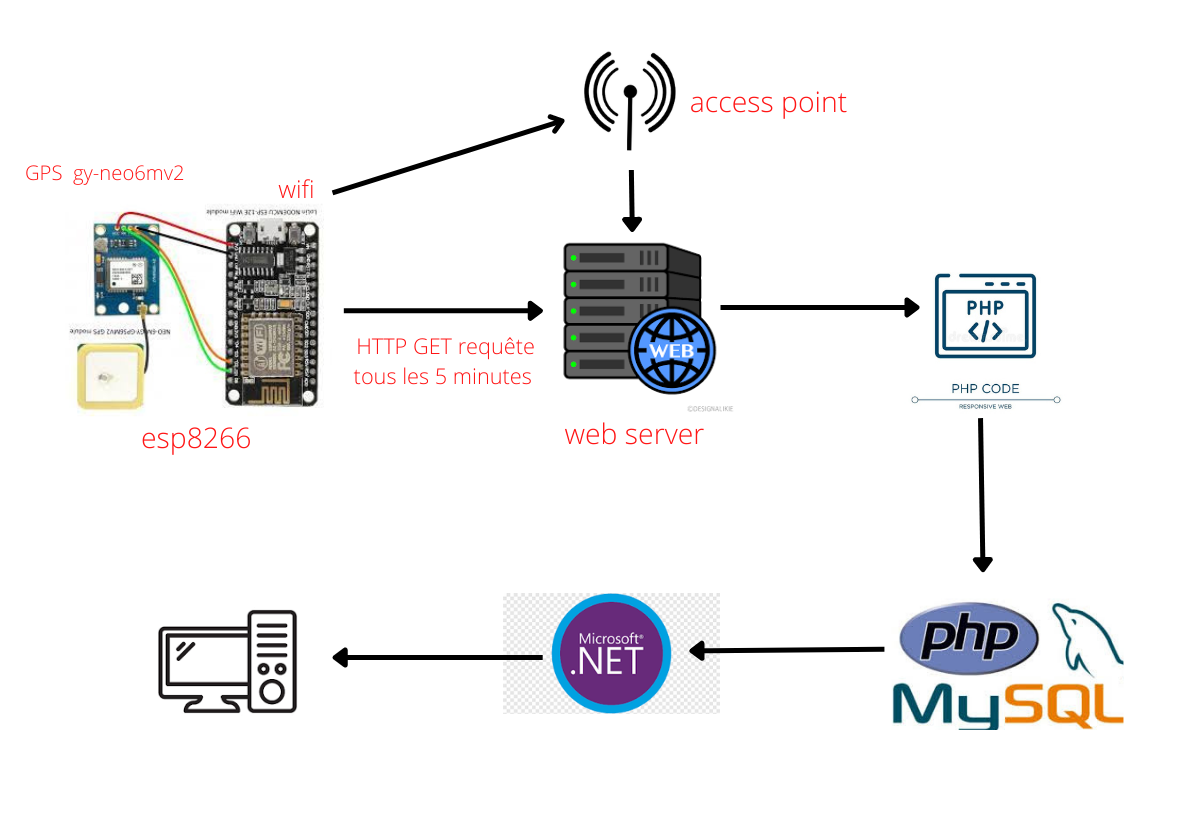 access point
GPS gy-neo6mv2
wifi
LoLin NODEMCU ESP-12E WiFi module
NEO-6M GY-GPS6MV2 GPS module
WiFi
HTTP GET requête
tous les 5 minutes
WEB
©DESIGNALIKIE
esp8266
web server
PHP
</>
PHP CODE
RESPONSIVE WEB
Microsoft®
.NET
php
MySQL